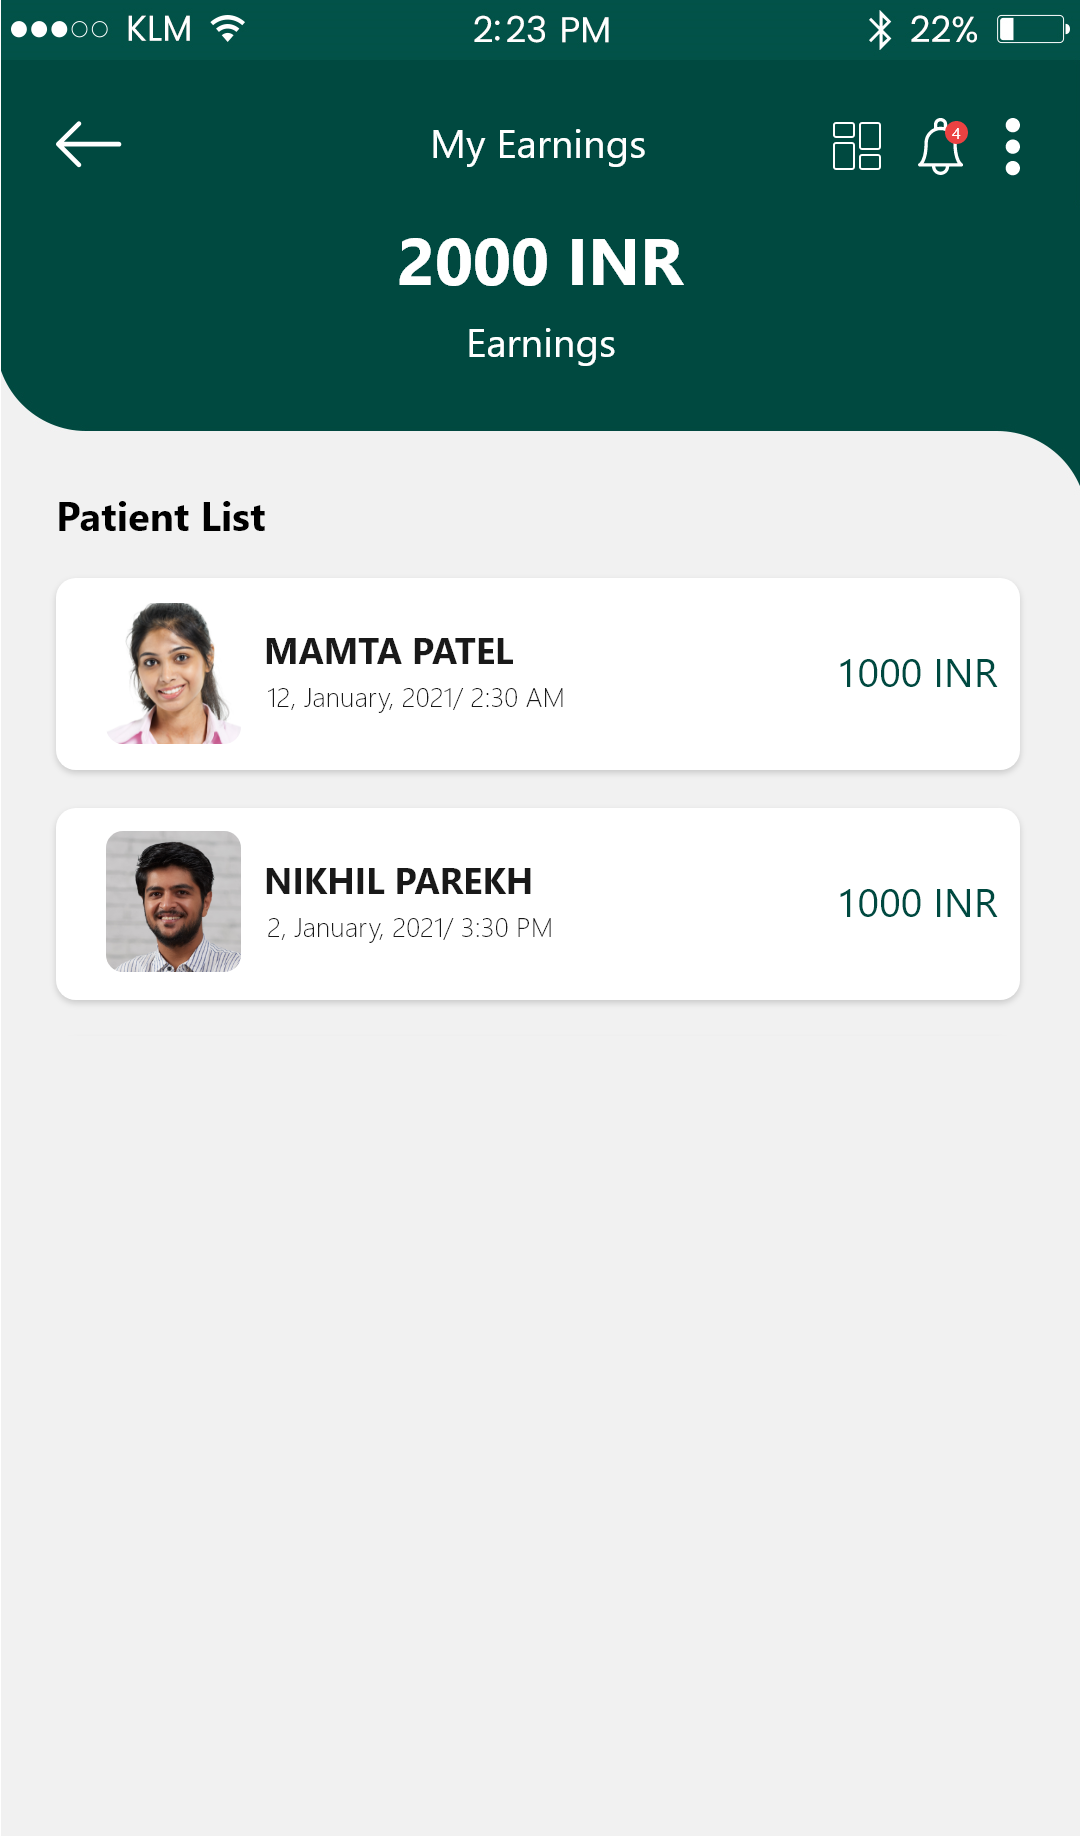 KLM 2:23 PM 22%
My Earnings 4
2000 INR
Earnings
Patient List
MAMTA PATEL
12, January, 2021/ 2:30 AM
1000 INR
NIKHIL PAREKH
2, January, 2021/ 3:30 PM
1000 INR